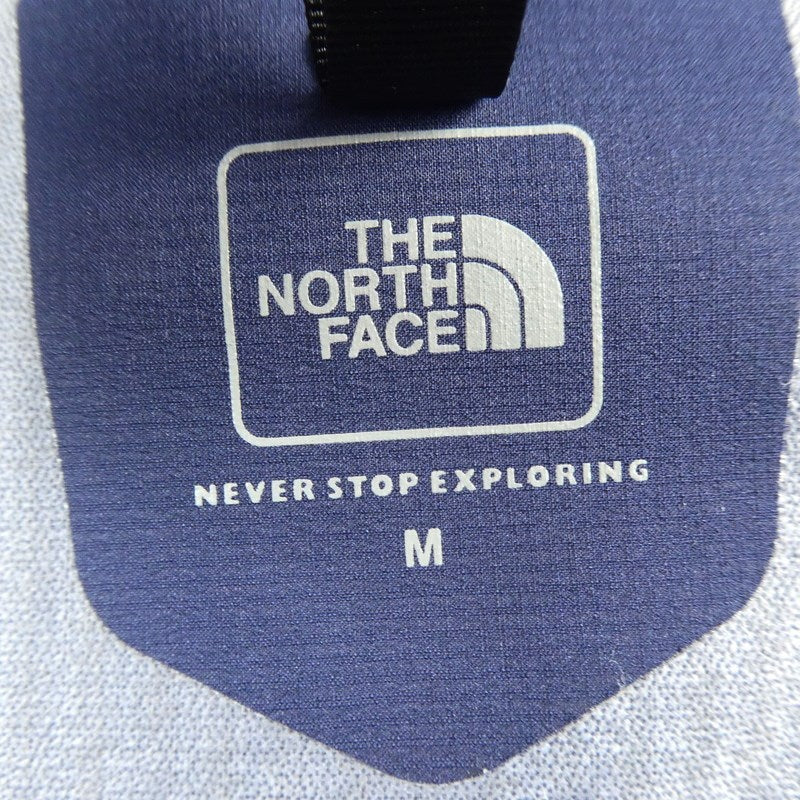 THE
NORTH
FACE
NEVER STOP EXPLORING
M